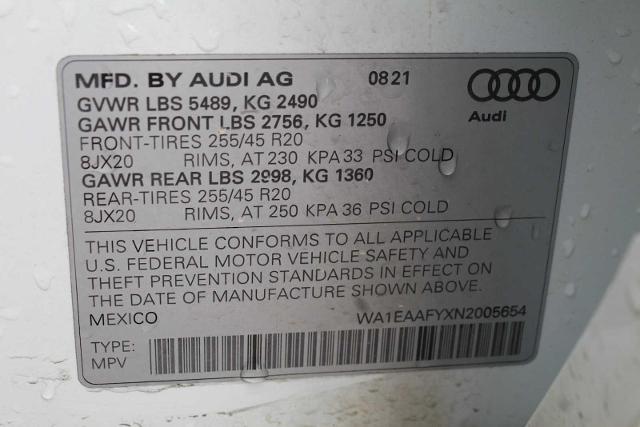 MFD. BY AUDI AG 0821
Audi
GVWR LBS 5489, KG 2490
GAWR FRONT LBS 2756, KG 1250
FRONT-TIRES 255/45 R20
8JX20 RIMS, AT 230 KPA 33 PSI COLD
GAWR REAR LBS 2998, KG 1360
REAR-TIRES 255/45 R20
8JX20 RIMS, AT 250 KPA 36 PSI COLD
THIS VEHICLE CONFORMS TO ALL APPLICABLE
U.S. FEDERAL MOTOR VEHICLE SAFETY AND
THEFT PREVENTION STANDARDS IN EFFECT ON
THE DATE OF MANUFACTURE SHOWN ABOVE.
MEXICO WA1EAAFYXN2005654
TYPE:
MPV